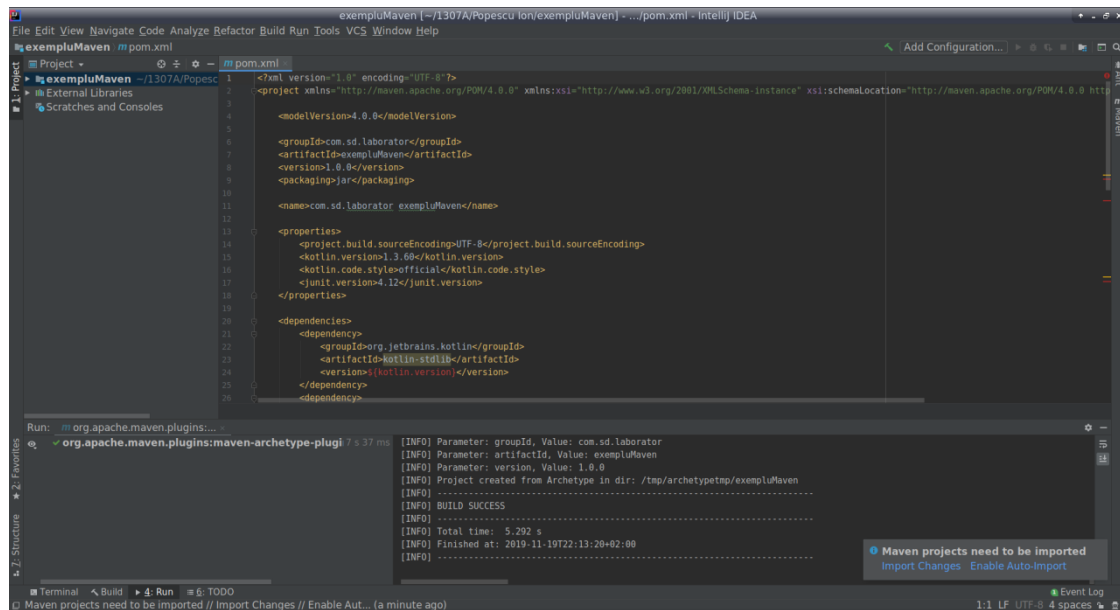 exempluMaven [~/1307A/Popescu Ion/exempluMaven] - .../pom.xml - IntelliJ IDEA
File Edit View Navigate Code Analyze Refactor Build Run Tools VCS Window Help
exempluMaven m pom.xml
Add Configuration...
Project
m pom.xml
1: Project
exempluMaven ~/1307A/Popesc
External Libraries
Scratches and Consoles
Maven
1 <?xml version="1.0" encoding="UTF-8"?>
2 <project xmlns="http://maven.apache.org/POM/4.0.0" xmlns:xsi="http://www.w3.org/2001/XMLSchema-instance" xsi:schemaLocation="http://maven.apache.org/POM/4.0.0 http
3
4 <modelVersion>4.0.0</modelVersion>
5
6 <groupId>com.sd.laborator</groupId>
7 <artifactId>exempluMaven</artifactId>
8 <version>1.0.0</version>
9 <packaging>jar</packaging>
10
11 <name>com.sd.laborator exempluMaven</name>
12
13 <properties>
14 <project.build.sourceEncoding>UTF-8</project.build.sourceEncoding>
15 <kotlin.version>1.3.60</kotlin.version>
16 <kotlin.code.style>official</kotlin.code.style>
17 <junit.version>4.12</junit.version>
18 </properties>
19
20 <dependencies>
21 <dependency>
22 <groupId>org.jetbrains.kotlin</groupId>
23 <artifactId>kotlin-stdlib</artifactId>
24 <version>${kotlin.version}</version>
25 </dependency>
26 <dependency>
Run: m org.apache.maven.plugins:...
org.apache.maven.plugins:maven-archetype-plugi 7 s 37 ms
[INFO] Parameter: groupId, Value: com.sd.laborator
[INFO] Parameter: artifactId, Value: exempluMaven
[INFO] Parameter: version, Value: 1.0.0
[INFO] Project created from Archetype in dir: /tmp/archetypetmp/exempluMaven
[INFO] ------------------------------------------------------------------------
[INFO] BUILD SUCCESS
[INFO] ------------------------------------------------------------------------
[INFO] Total time: 5.292 s
[INFO] Finished at: 2019-11-19T22:13:20+02:00
[INFO] ------------------------------------------------------------------------
2: Favorites
7: Structure
Maven projects need to be imported
Import Changes Enable Auto-Import
Terminal Build 4: Run 6: TODO
Event Log
Maven projects need to be imported // Import Changes // Enable Aut... (a minute ago)
1:1 LF UTF-8 4 spaces